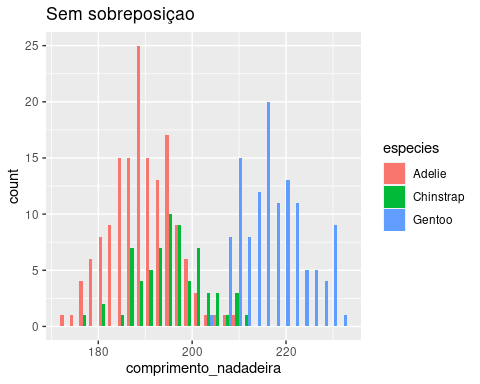 Sem sobreposiçao
count
25
20
15
10
5
0
180
200
220
comprimento_nadadeira
especies
Adelie
Chinstrap
Gentoo